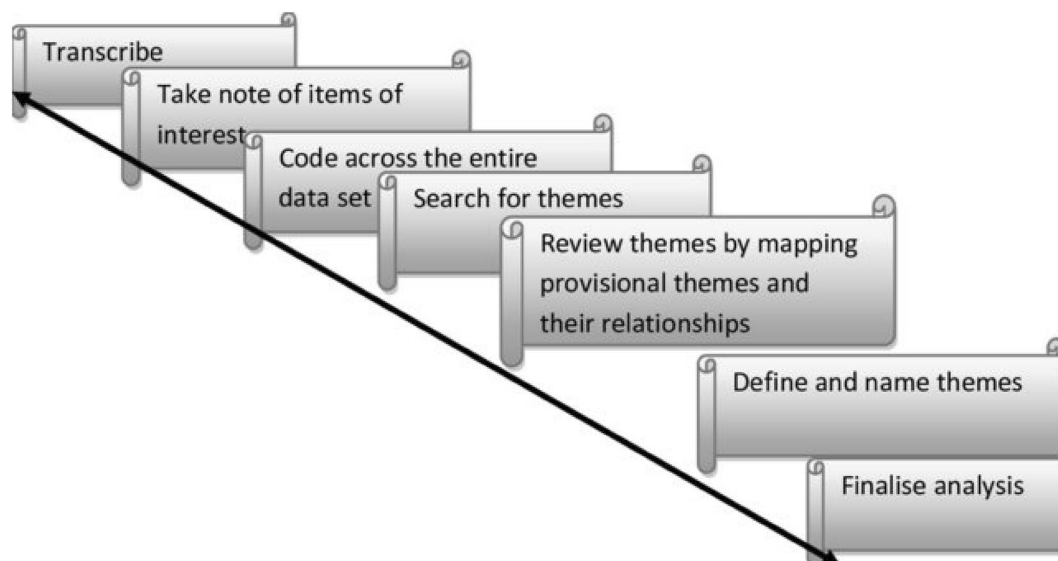 Transcribe
Take note of items of
interest
Code across the entire
data set
Search for themes
Review themes by mapping
provisional themes and
their relationships
Define and name themes
Finalise analysis